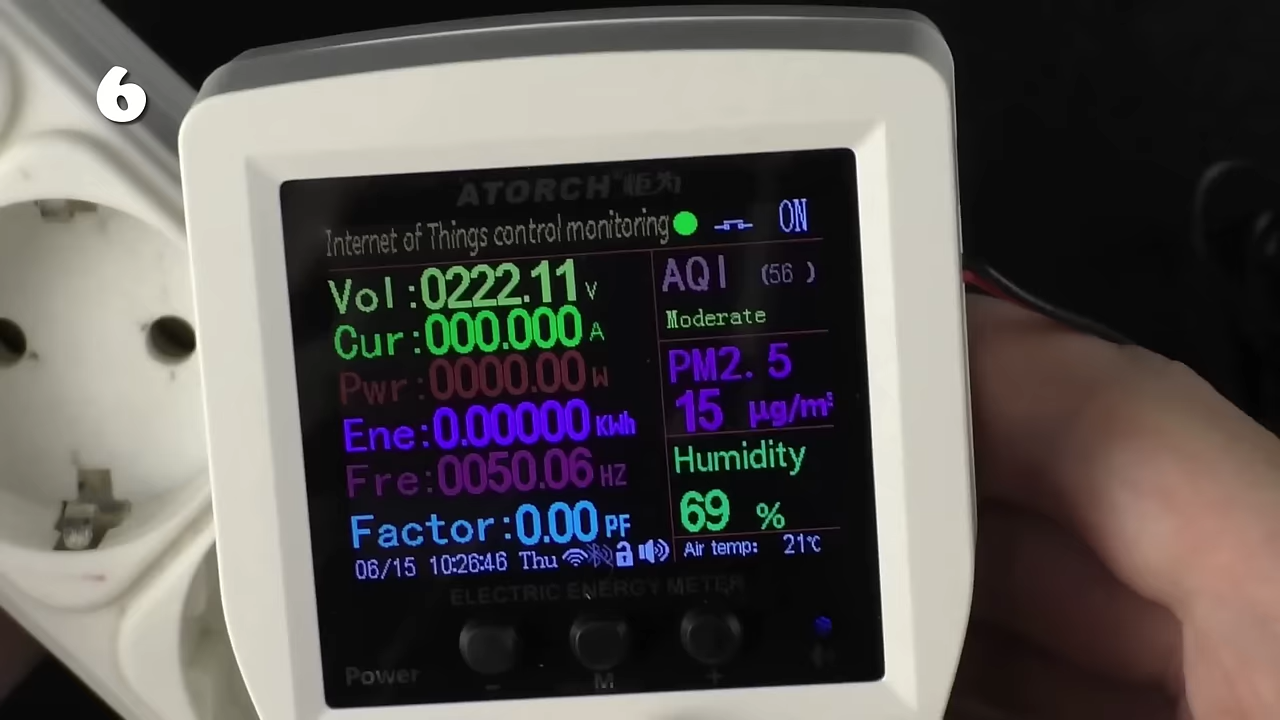 6
ATORCH®炬为
Internet of Things control monitoring ON
Vol:0222.11 V
Cur:000.000 A
Pwr:0000.00 W
Ene:0.00000 KWh
Fre:0050.06 HZ
Factor:0.00 PF
06/15 10:26:46 Thu
AQI (56 )
Moderate
PM2. 5
15 µg/m³
Humidity
69 %
Air temp: 21℃
ELECTRIC ENERGY METER
Power
- M +